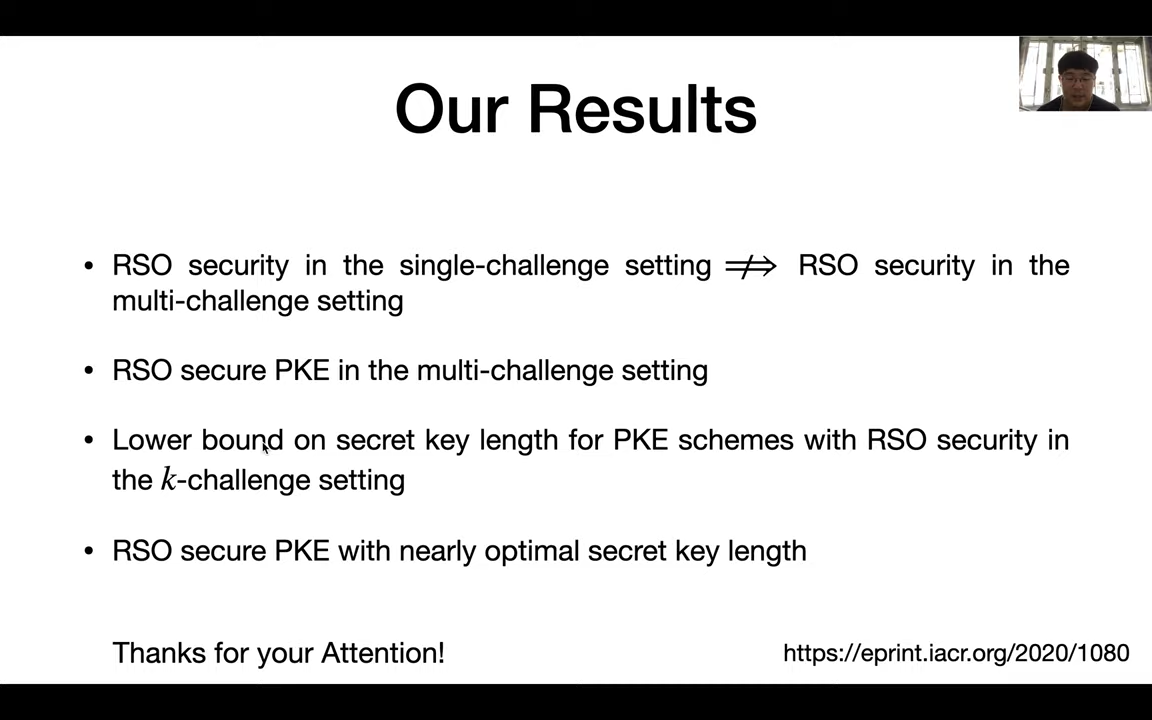 Our Results
• RSO security in the single-challenge setting ⇏ RSO security in the
multi-challenge setting
• RSO secure PKE in the multi-challenge setting
• Lower bound on secret key length for PKE schemes with RSO security in
the k-challenge setting
• RSO secure PKE with nearly optimal secret key length
Thanks for your Attention!
https://eprint.iacr.org/2020/1080